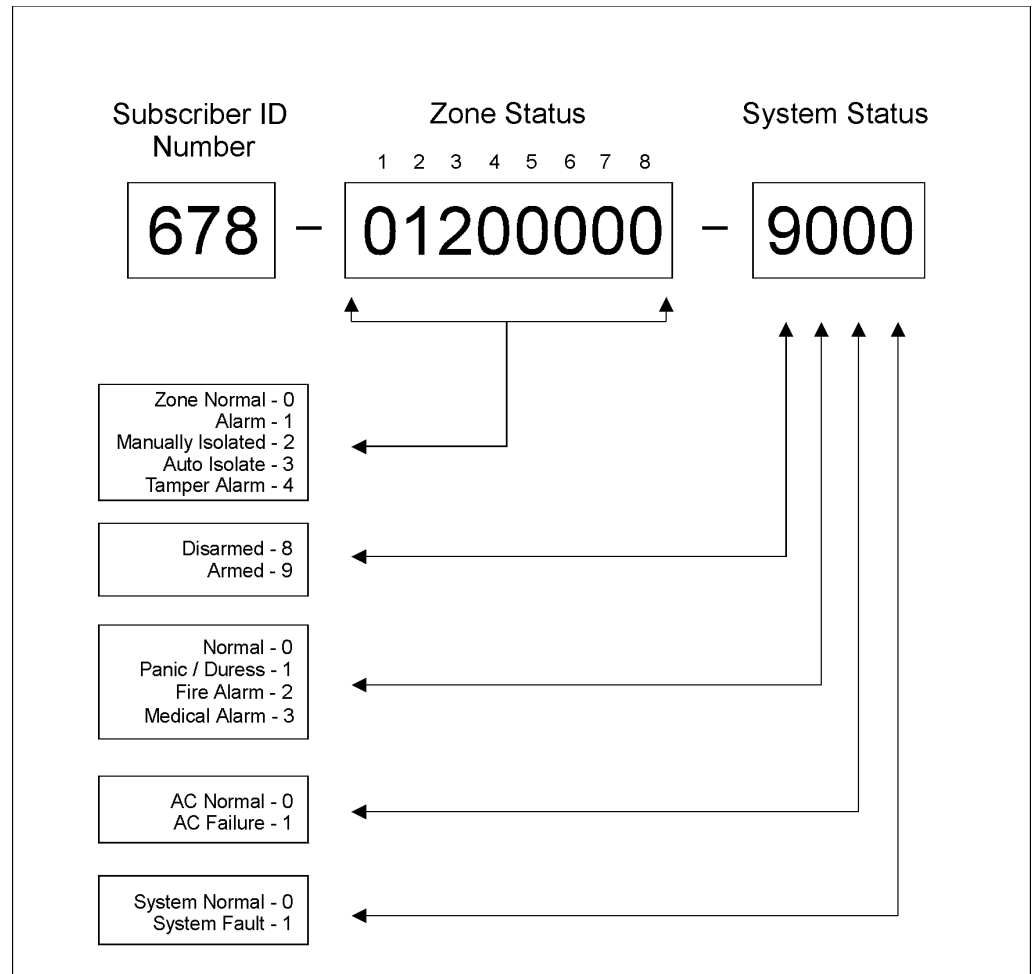 Subscriber ID
Number
Zone Status
System Status
1 2 3 4 5 6 7 8
678 – 01200000 – 9000
Zone Normal - 0
Alarm - 1
Manually Isolated - 2
Auto Isolate - 3
Tamper Alarm - 4
Disarmed - 8
Armed - 9
Normal - 0
Panic / Duress - 1
Fire Alarm - 2
Medical Alarm - 3
AC Normal - 0
AC Failure - 1
System Normal - 0
System Fault - 1